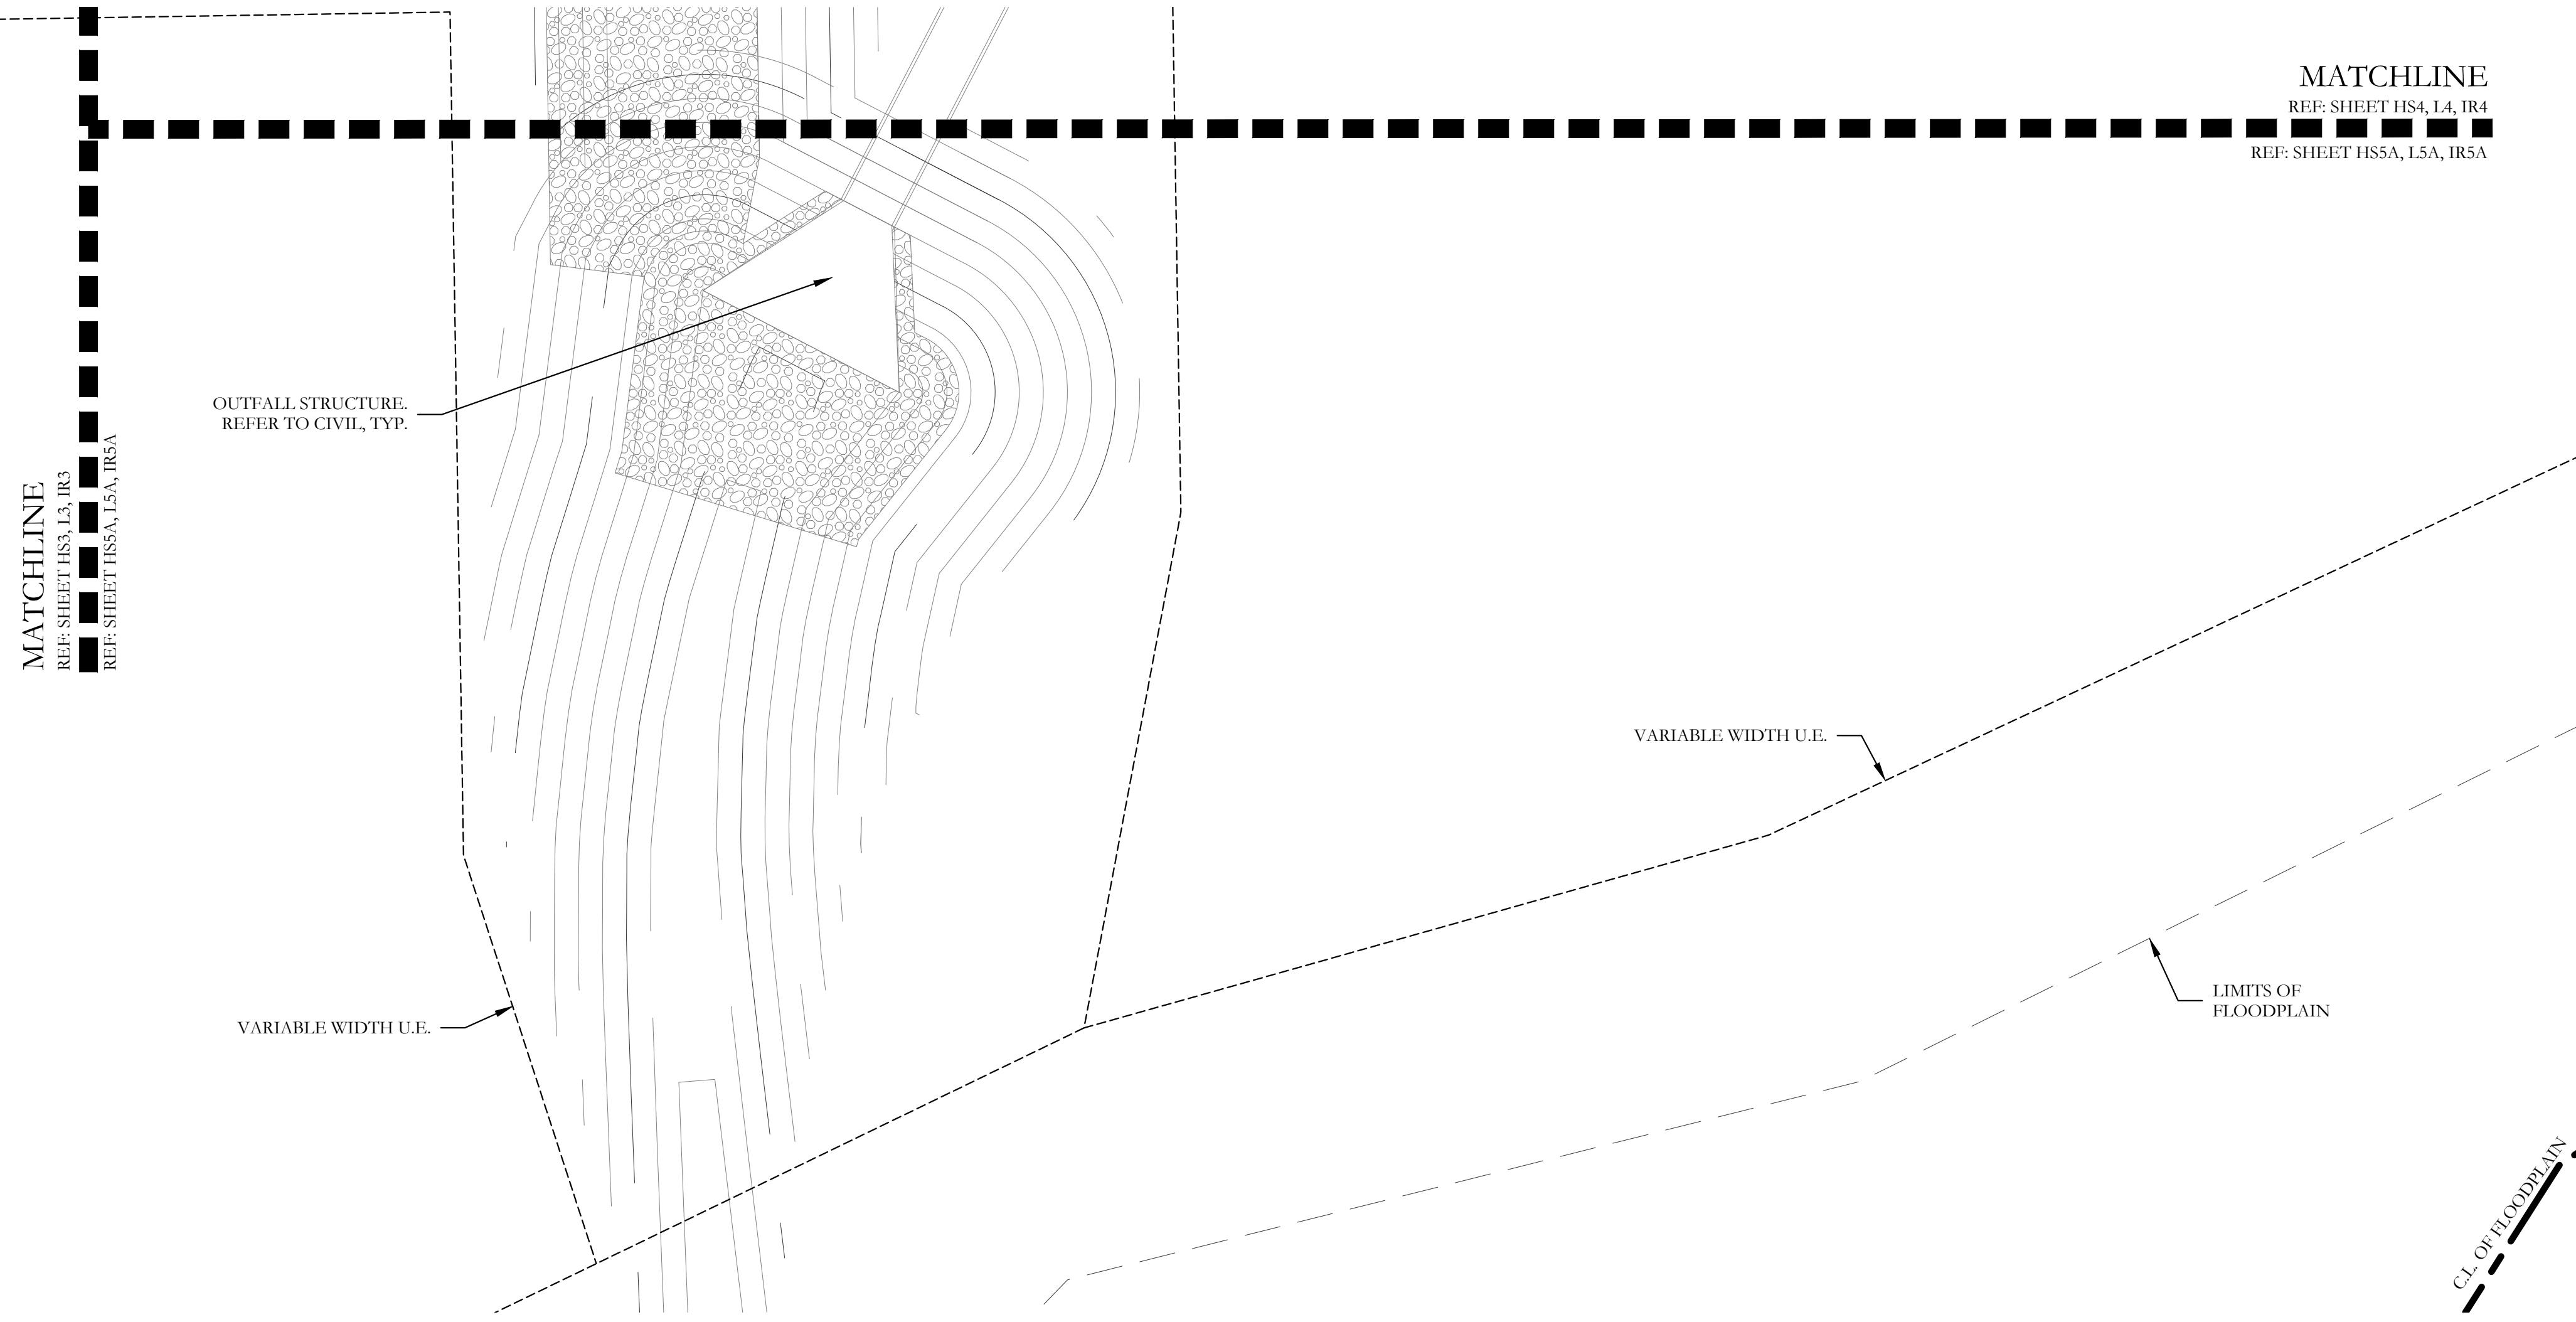 MATCHLINE
REF: SHEET HS4, L4, IR4
REF: SHEET HS5A, L5A, IR5A
OUTFALL STRUCTURE.
REFER TO CIVIL, TYP.
MATCHLINE
REF: SHEET HS3, L3, IR3
REF: SHEET HS5A, L5A, IR5A
VARIABLE WIDTH U.E.
VARIABLE WIDTH U.E.
LIMITS OF
FLOODPLAIN
C.L. OF FLOODPLAIN